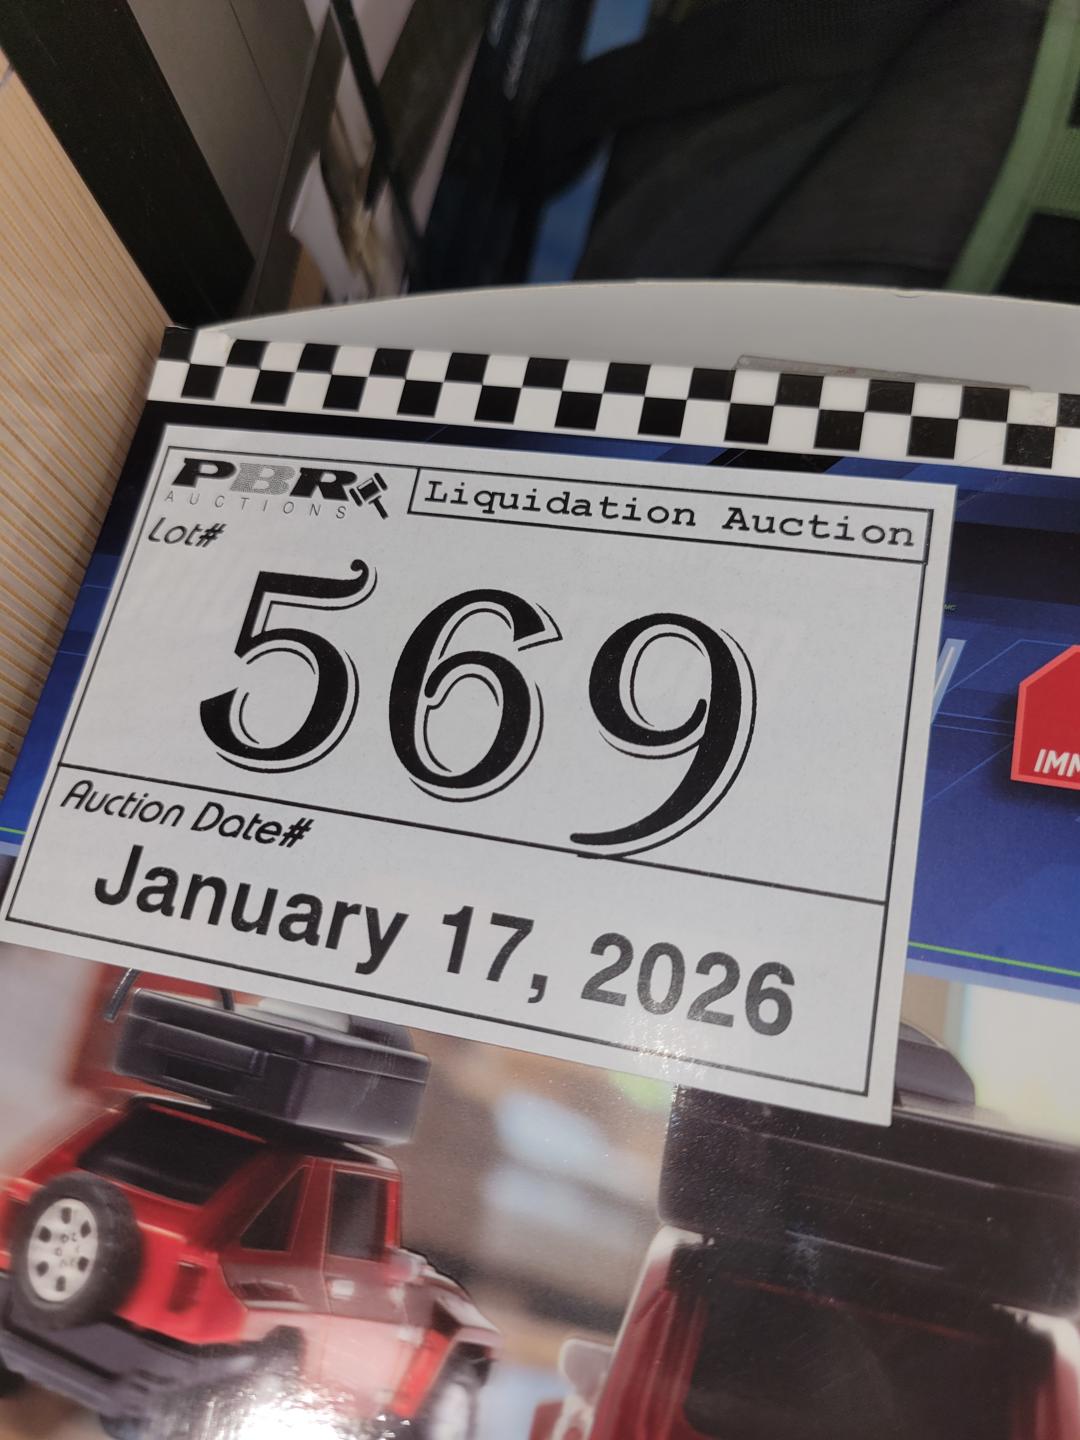 PBR
AUCTIONS
Liquidation Auction
Lot#
569
Auction Date#
January 17, 2026
IMM